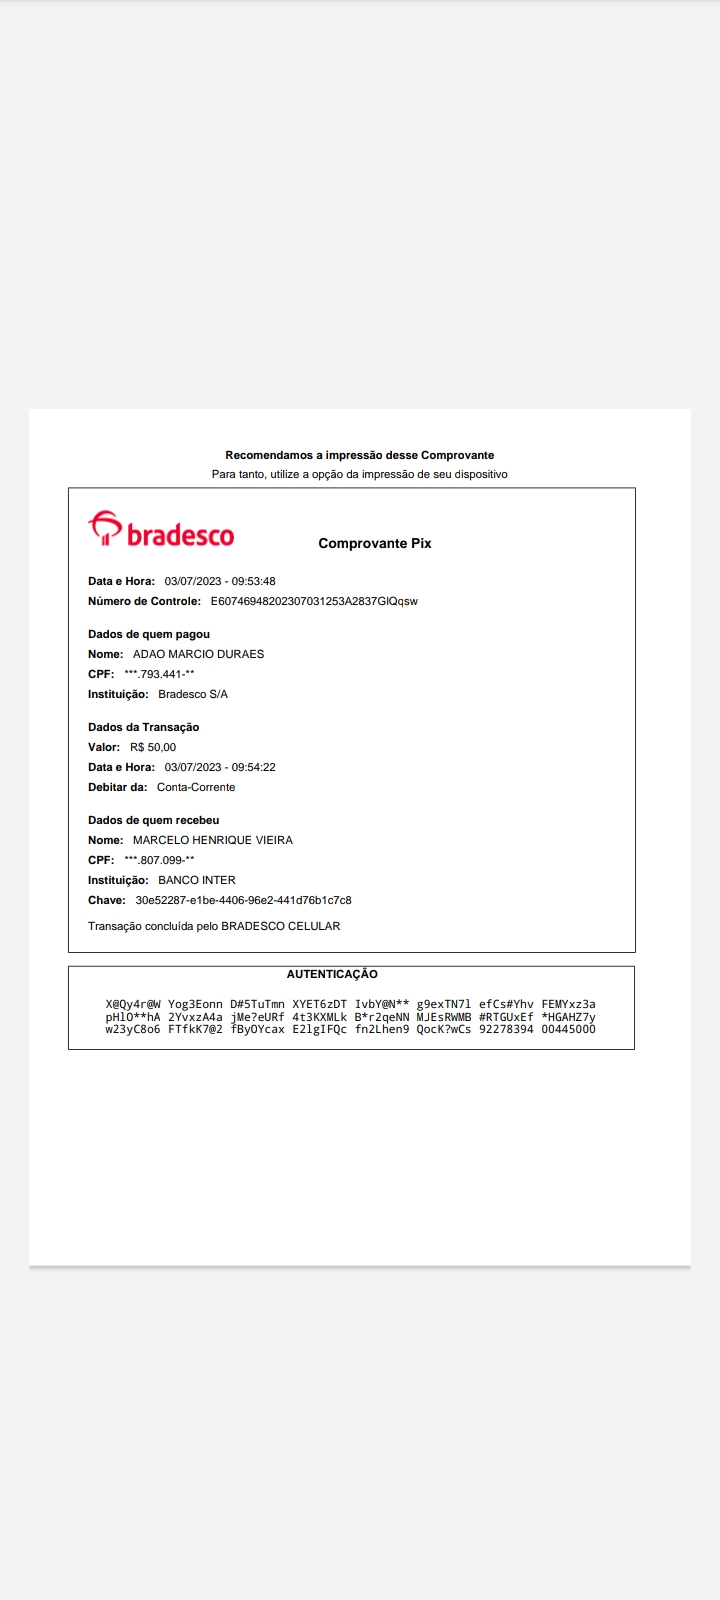 Recomendamos a impressão desse Comprovante
Para tanto, utilize a opção da impressão de seu dispositivo
bradesco
Comprovante Pix
Data e Hora: 03/07/2023 - 09:53:48
Número de Controle: E60746948202307031253A2837GlQqsw
Dados de quem pagou
Nome: ADAO MARCIO DURAES
CPF: ***.793.441-**
Instituição: Bradesco S/A
Dados da Transação
Valor: R$ 50,00
Data e Hora: 03/07/2023 - 09:54:22
Debitar da: Conta-Corrente
Dados de quem recebeu
Nome: MARCELO HENRIQUE VIEIRA
CPF: ***.807.099-**
Instituição: BANCO INTER
Chave: 30e52287-e1be-4406-96e2-441d76b1c7c8
Transação concluída pelo BRADESCO CELULAR
AUTENTICAÇÃO
X@Qy4r@W Yog3Eonn D#5TuTmn XYET6zDT IvbY@N** g9exTN7l efCs#Yhv FEMYxz3a
pHlO**hA 2YvxzA4a jMe?eURf 4t3KXMLk B*r2qeNN MJEsRWMB #RTGUxEf *HGAHZ7y
w23yC8o6 FTfkK7@2 fByOYcax E2lgIFQc fn2Lhen9 QocK?wCs 92278394 00445000